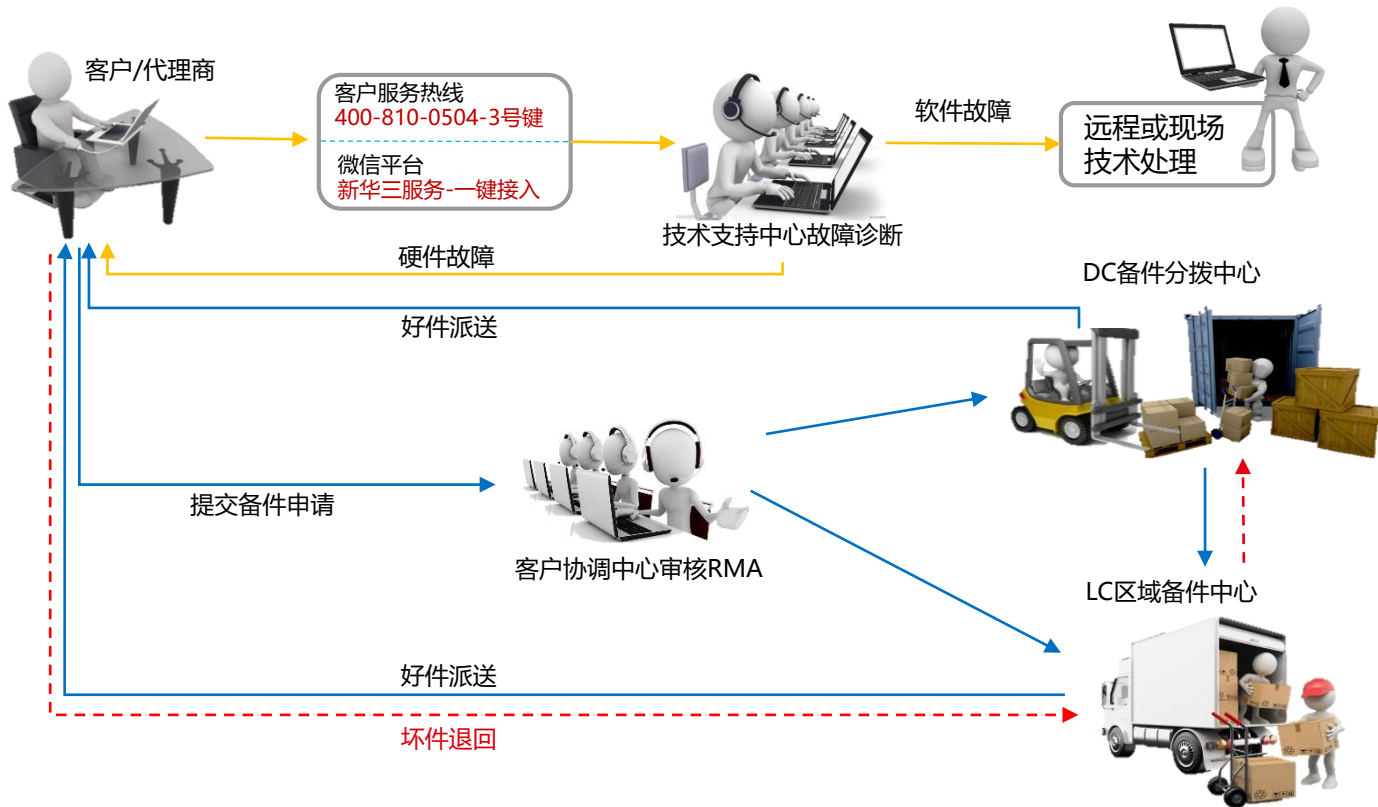 客户/代理商
客户服务热线
400-810-0504-3号键
微信平台
新华三服务-一键接入
软件故障
远程或现场
技术处理
技术支持中心故障诊断
硬件故障
DC备件分拨中心
好件派送
提交备件申请
客户协调中心审核RMA
LC区域备件中心
好件派送
坏件退回